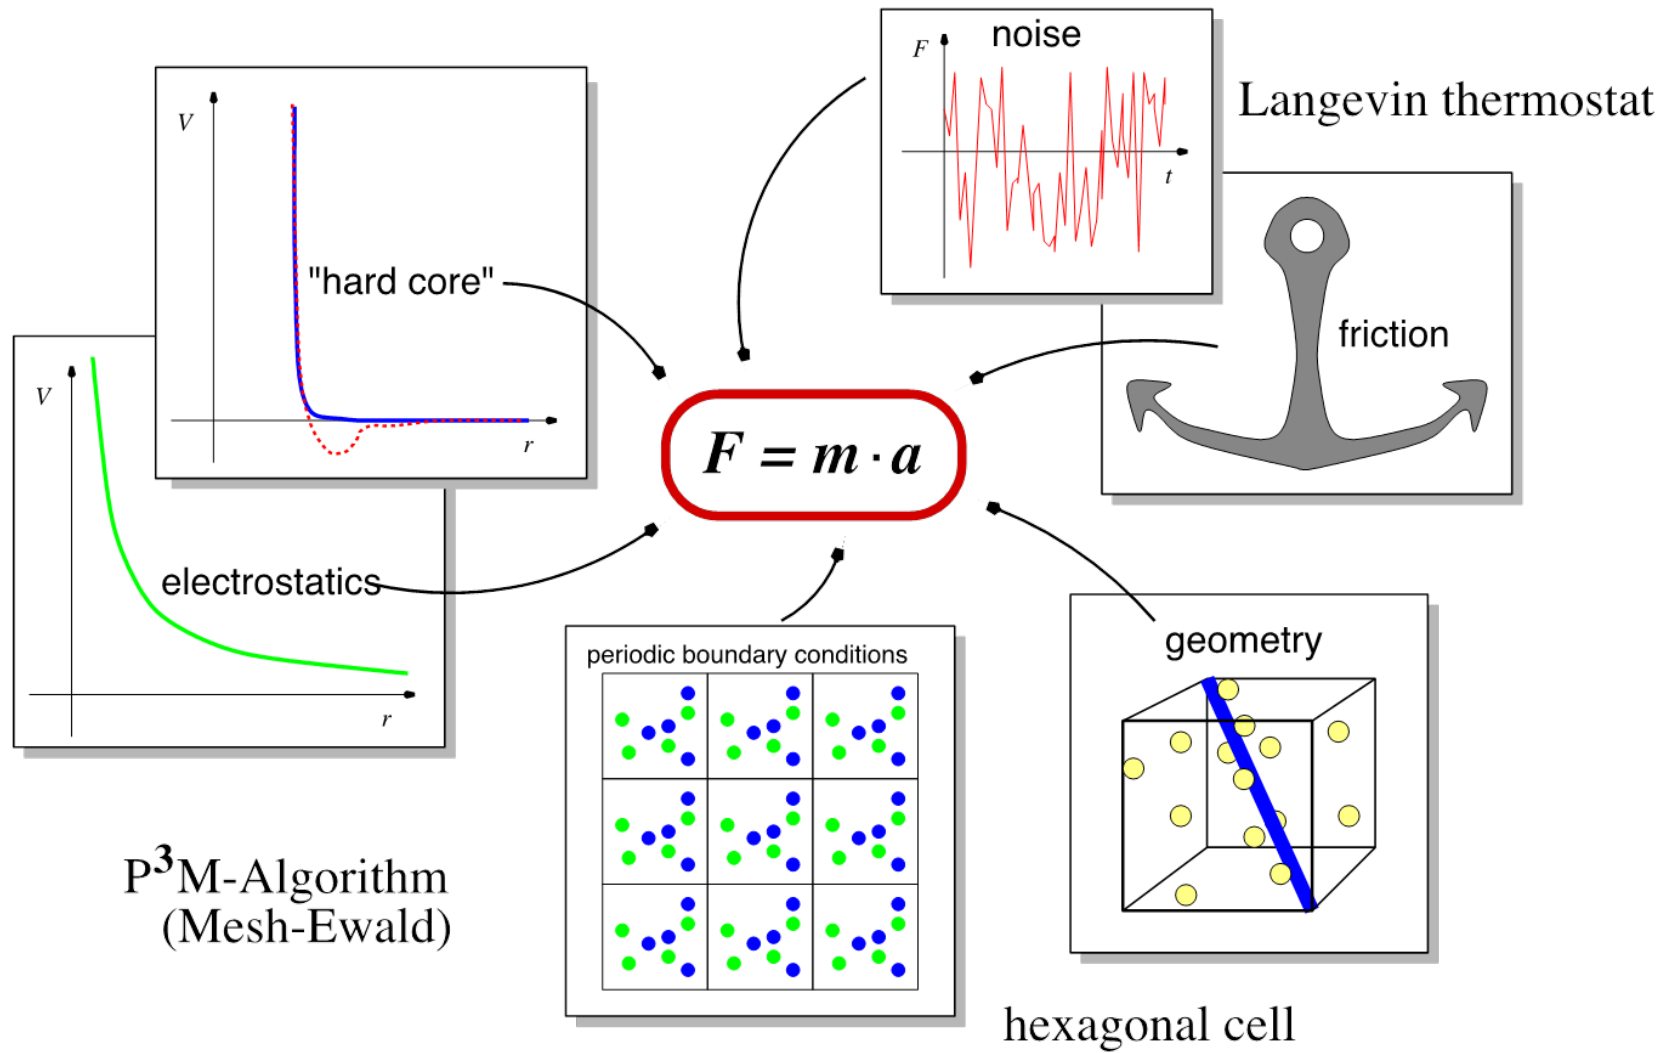 noise
F
t
Langevin thermostat
V
"hard core"
r
friction
V
electrostatics
r
F = m · a
periodic boundary conditions
geometry
P³M-Algorithm
(Mesh-Ewald)
hexagonal cell